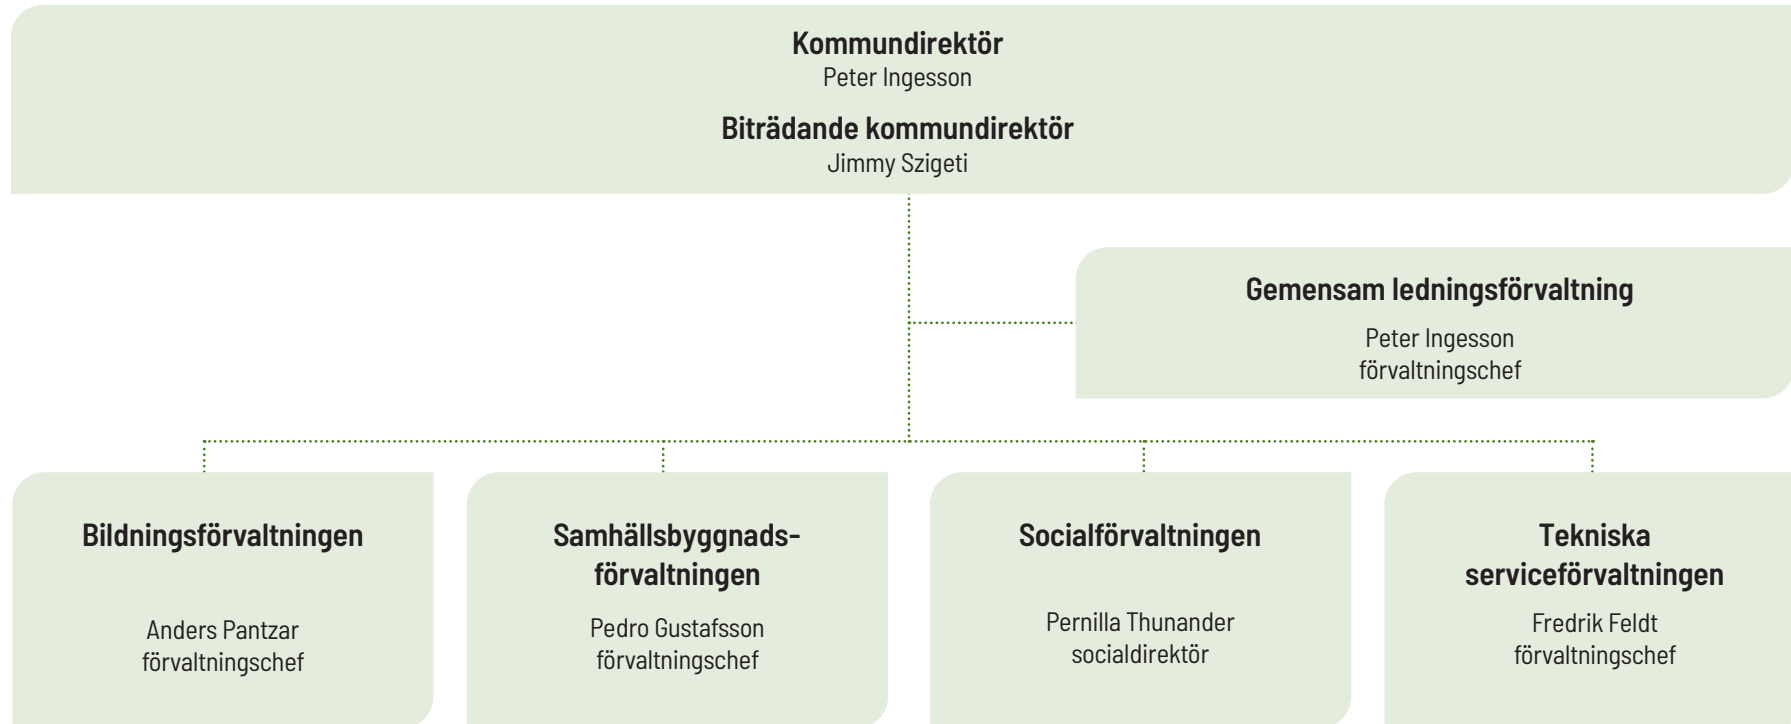 Kommundirektör
Peter Ingesson
Biträdande kommundirektör
Jimmy Szigeti
Gemensam ledningsförvaltning
Peter Ingesson
förvaltningschef
Bildningsförvaltningen
Anders Pantzar
förvaltningschef
Samhällsbyggnads-
förvaltningen
Pedro Gustafsson
förvaltningschef
Socialförvaltningen
Pernilla Thunander
socialdirektör
Tekniska
serviceförvaltningen
Fredrik Feldt
förvaltningschef